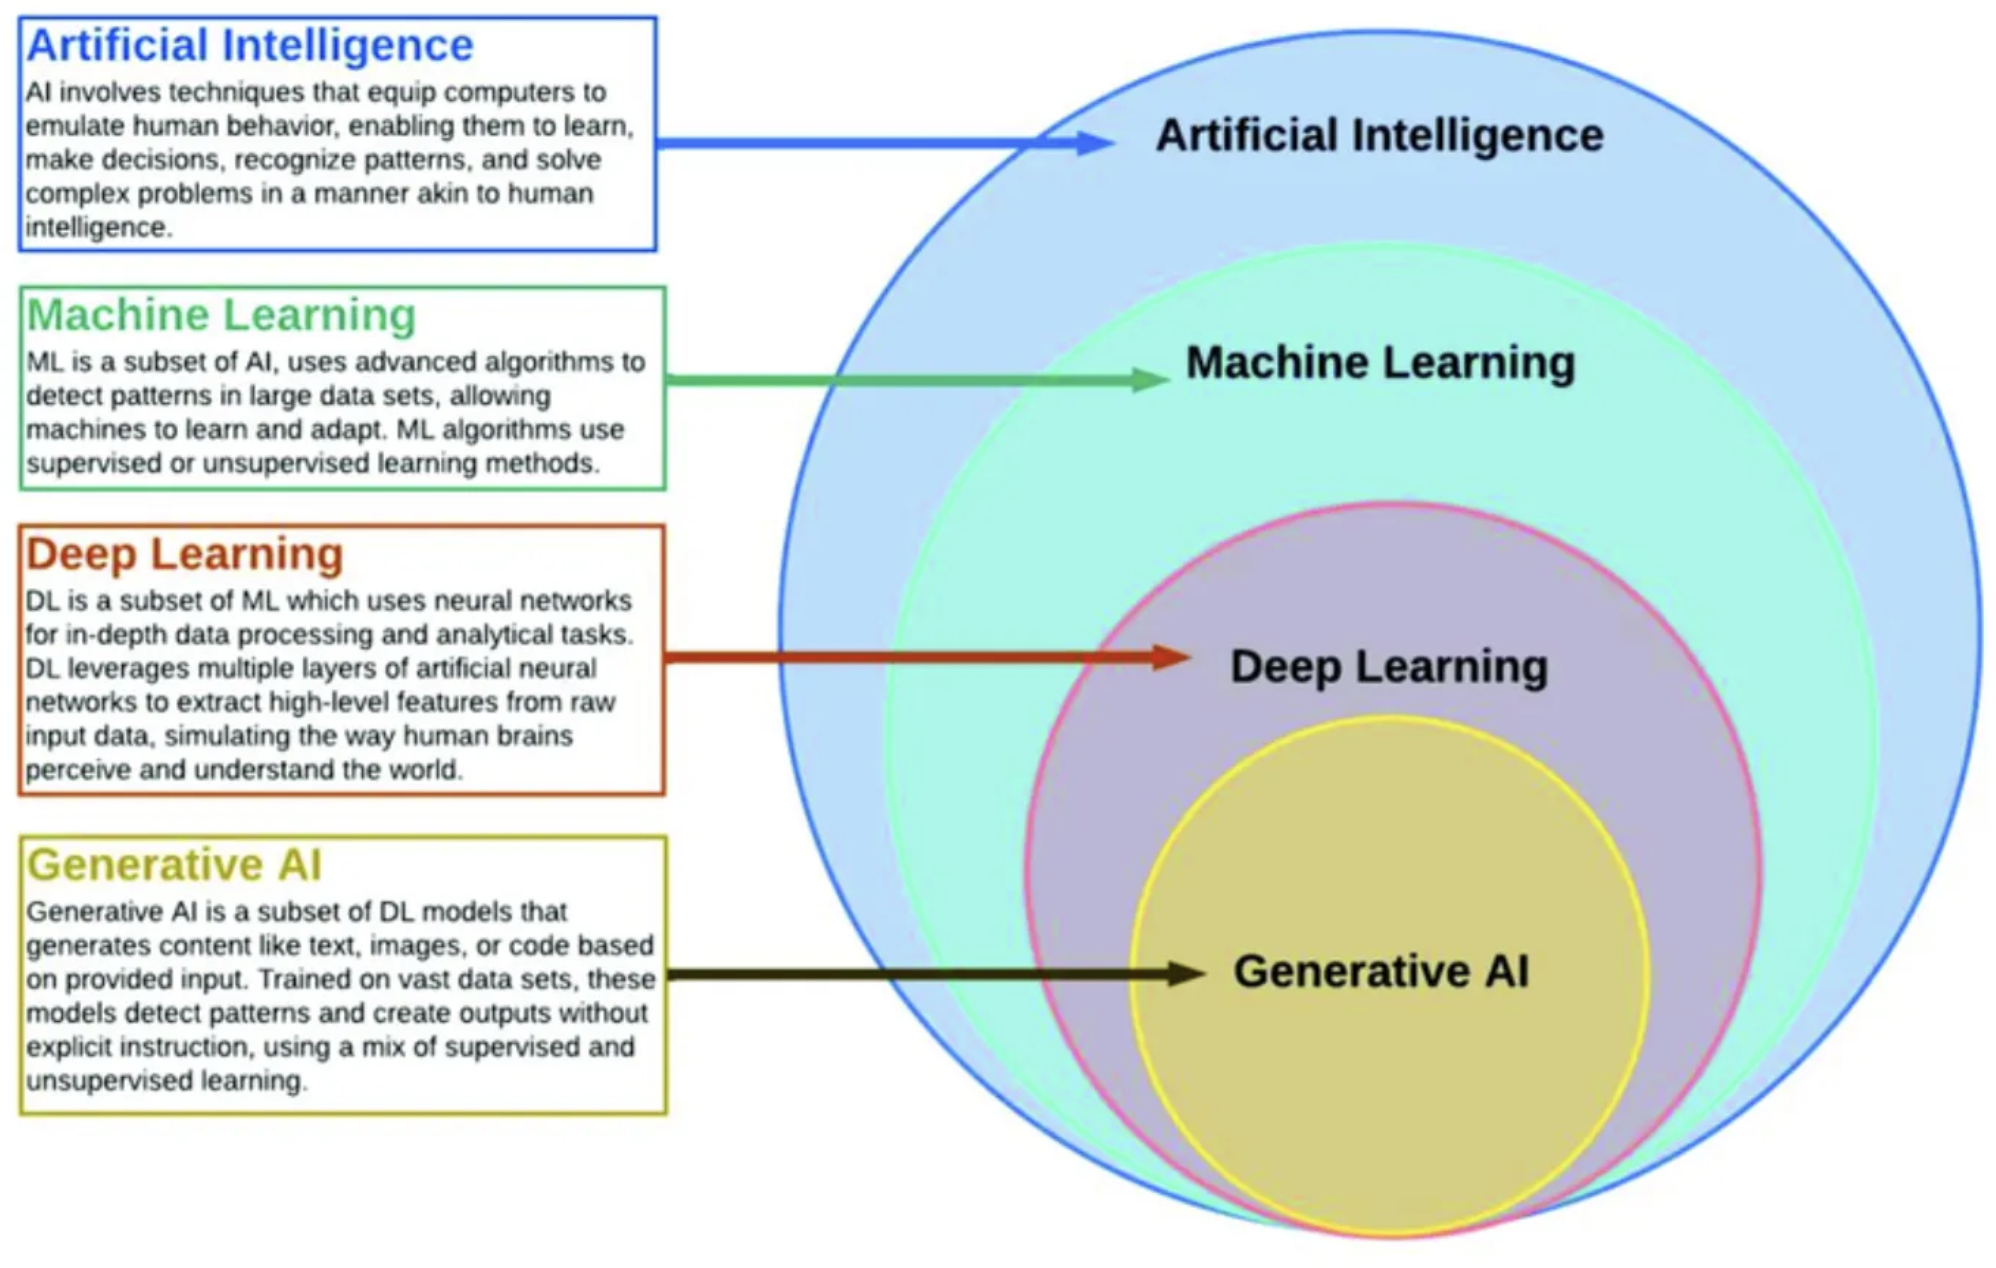 Artificial Intelligence
AI involves techniques that equip computers to
emulate human behavior, enabling them to learn,
make decisions, recognize patterns, and solve
complex problems in a manner akin to human
intelligence.
Machine Learning
ML is a subset of AI, uses advanced algorithms to
detect patterns in large data sets, allowing
machines to learn and adapt. ML algorithms use
supervised or unsupervised learning methods.
Deep Learning
DL is a subset of ML which uses neural networks
for in-depth data processing and analytical tasks.
DL leverages multiple layers of artificial neural
networks to extract high-level features from raw
input data, simulating the way human brains
perceive and understand the world.
Generative AI
Generative AI is a subset of DL models that
generates content like text, images, or code based
on provided input. Trained on vast data sets, these
models detect patterns and create outputs without
explicit instruction, using a mix of supervised and
unsupervised learning.
Artificial Intelligence
Machine Learning
Deep Learning
Generative AI